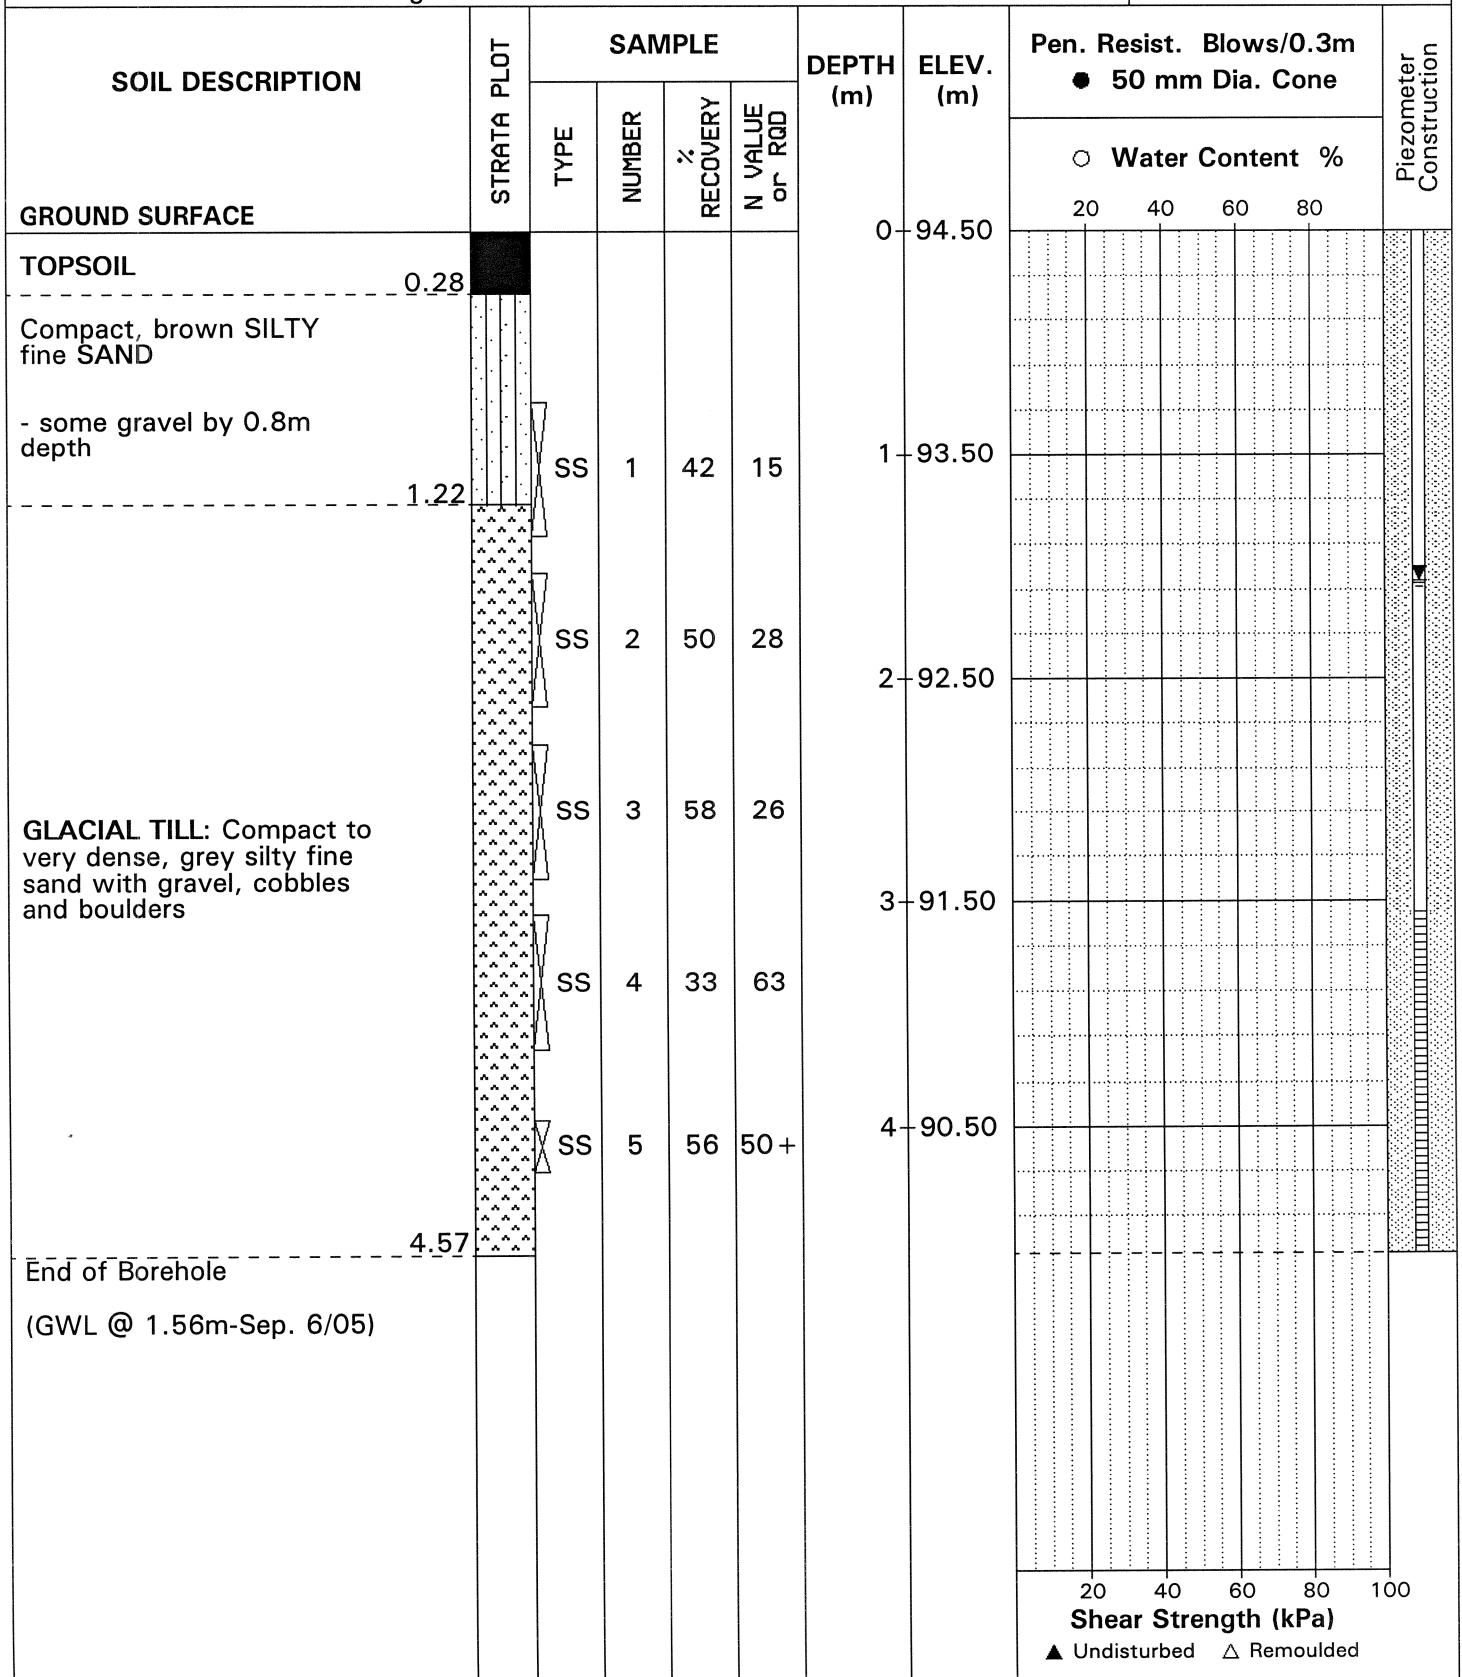 SOIL DESCRIPTION
STRATA PLOT
SAMPLE
TYPE
NUMBER
%
RECOVERY
N VALUE
or RQD
DEPTH
(m)
ELEV.
(m)
Pen. Resist. Blows/0.3m
● 50 mm Dia. Cone
○ Water Content %
Piezometer
Construction
20 40 60 80
GROUND SURFACE
0 94.50
TOPSOIL
0.28
Compact, brown SILTY
fine SAND
- some gravel by 0.8m
depth
1 93.50
SS 1 42 15
1.22
SS 2 50 28
2 92.50
SS 3 58 26
GLACIAL TILL: Compact to
very dense, grey silty fine
sand with gravel, cobbles
and boulders
3 91.50
SS 4 33 63
4 90.50
SS 5 56 50+
4.57
End of Borehole
(GWL @ 1.56m-Sep. 6/05)
20 40 60 80 100
Shear Strength (kPa)
▲ Undisturbed △ Remoulded